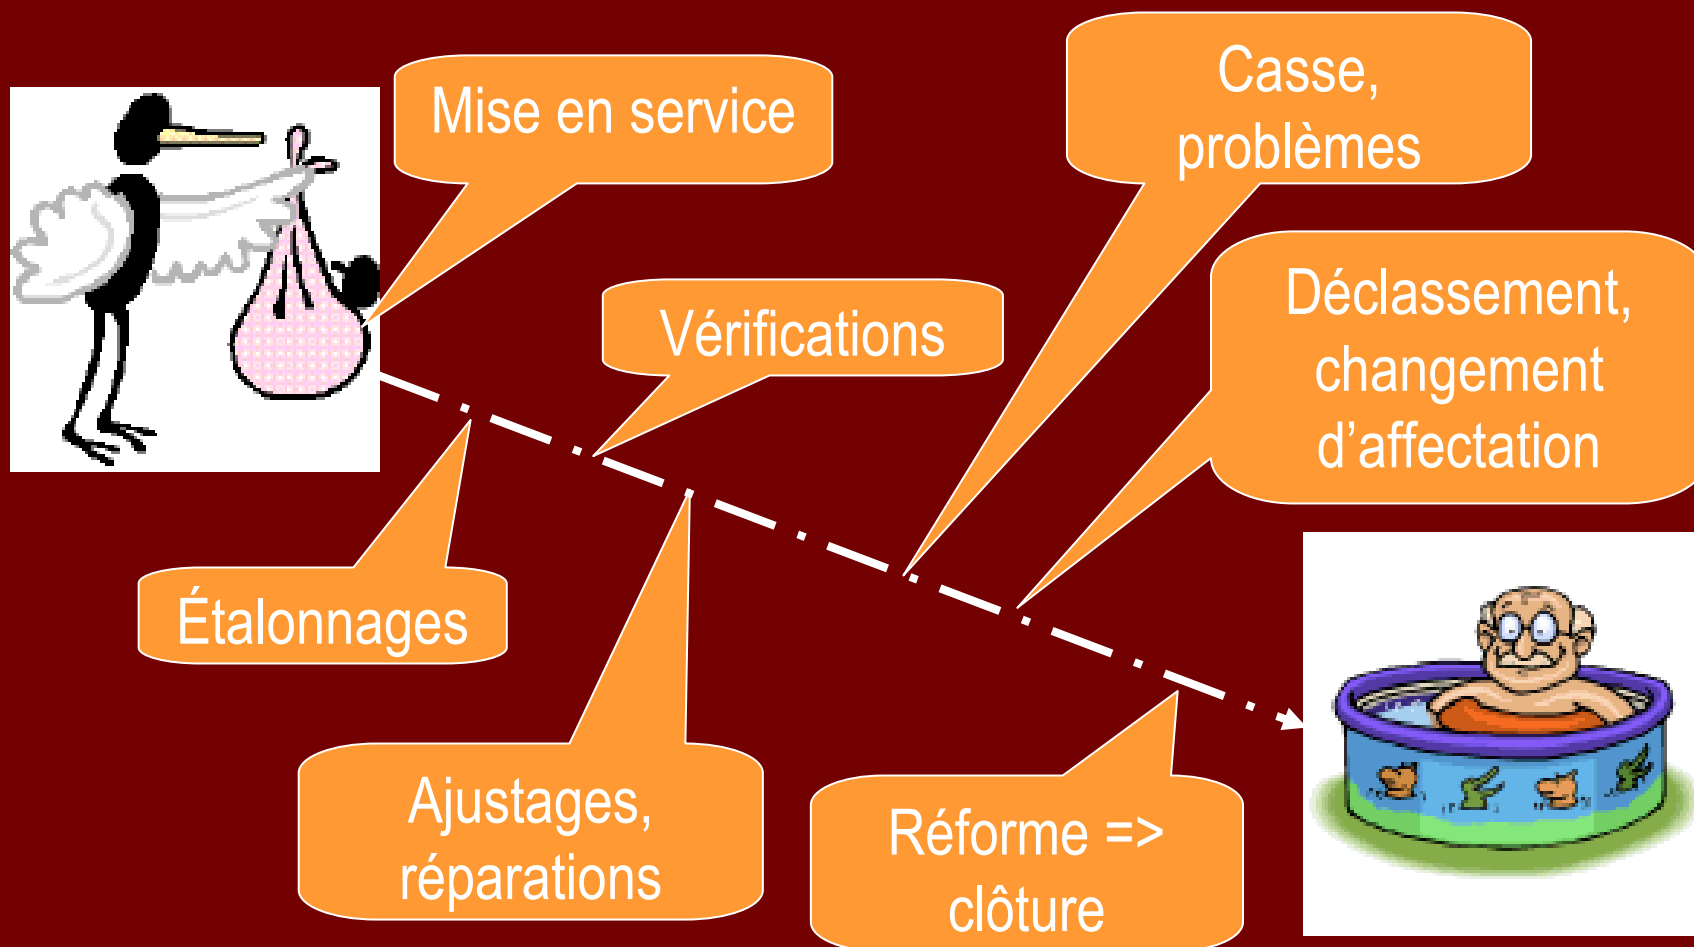 Mise en service
Casse,
problèmes
Vérifications
Déclassement,
changement
d’affectation
Étalonnages
Ajustages,
réparations
Réforme =>
clôture